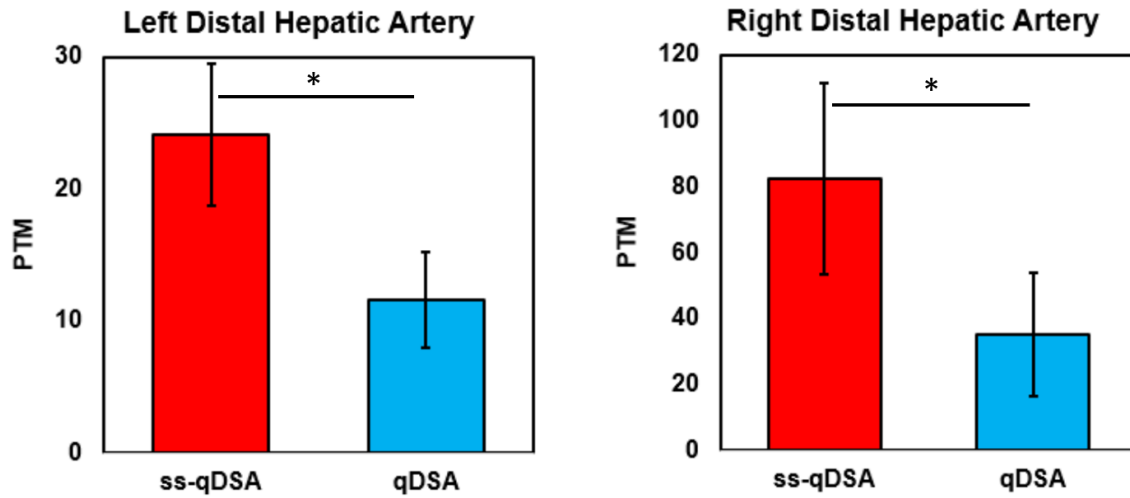 Left Distal Hepatic Artery
30
20
10
0
PTM
*
ss-qDSA
qDSA
Right Distal Hepatic Artery
120
100
80
60
40
20
0
PTM
*
ss-qDSA
qDSA